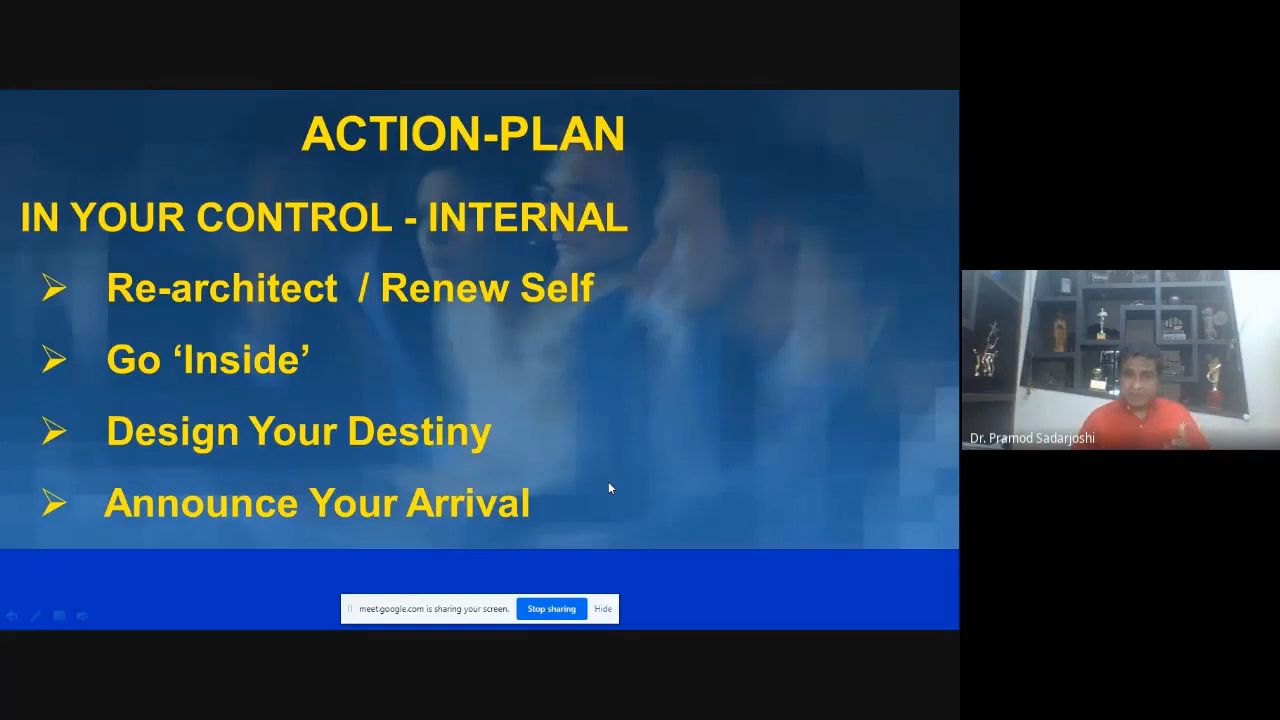 ACTION-PLAN
IN YOUR CONTROL - INTERNAL
➢ Re-architect / Renew Self
➢ Go ‘Inside’
➢ Design Your Destiny
➢ Announce Your Arrival
meet.google.com is sharing your screen. Stop sharing Hide
Dr. Pramod Sadarjoshi